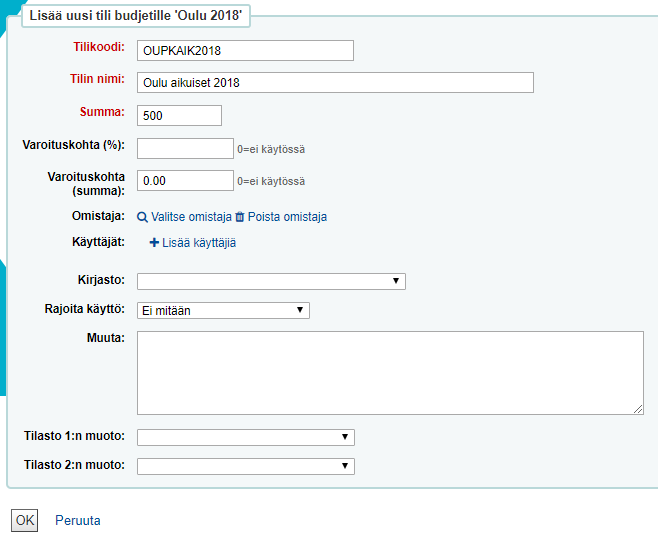 Lisää uusi tili budjetille 'Oulu 2018'
Tilikoodi: OUPKAIK2018
Tilin nimi: Oulu aikuiset 2018
Summa: 500
Varoituskohta (%): 0=ei käytössä
Varoituskohta (summa): 0.00 0=ei käytössä
Omistaja: Valitse omistaja Poista omistaja
Käyttäjät: Lisää käyttäjiä
Kirjasto:
Rajoita käyttö: Ei mitään
Muuta:
Tilasto 1:n muoto:
Tilasto 2:n muoto:
OK Peruuta